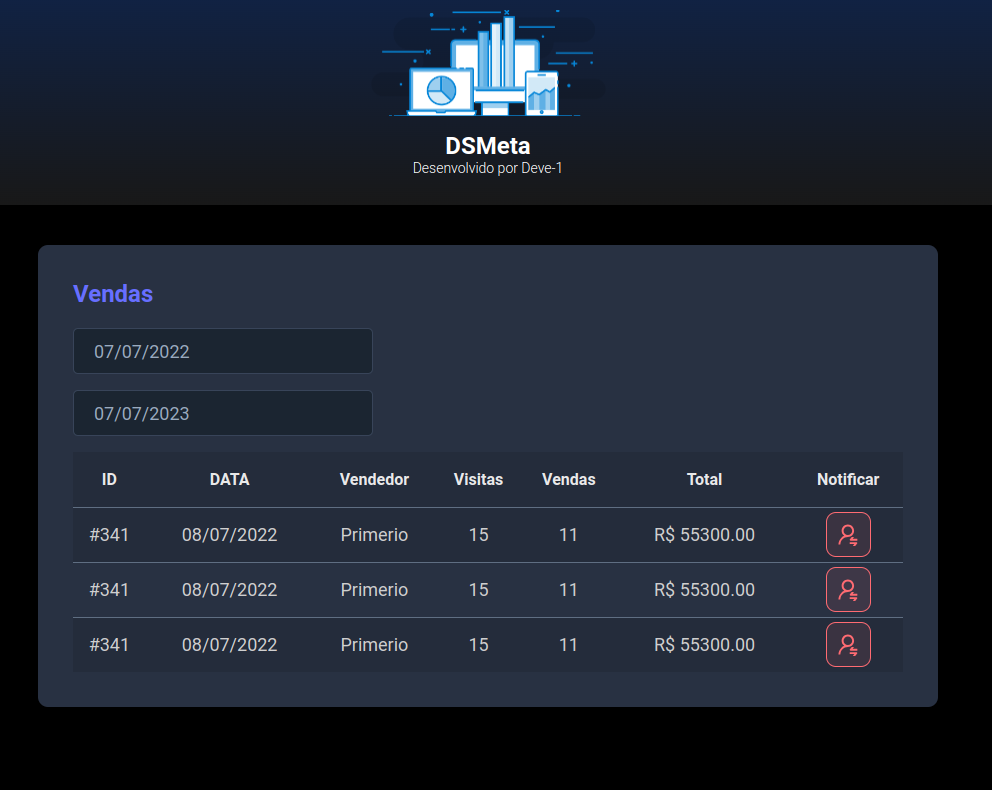 DSMeta
Desenvolvido por Deve-1
Vendas
07/07/2022
07/07/2023
ID DATA Vendedor Visitas Vendas Total Notificar
#341 08/07/2022 Primerio 15 11 R$ 55300.00
#341 08/07/2022 Primerio 15 11 R$ 55300.00
#341 08/07/2022 Primerio 15 11 R$ 55300.00